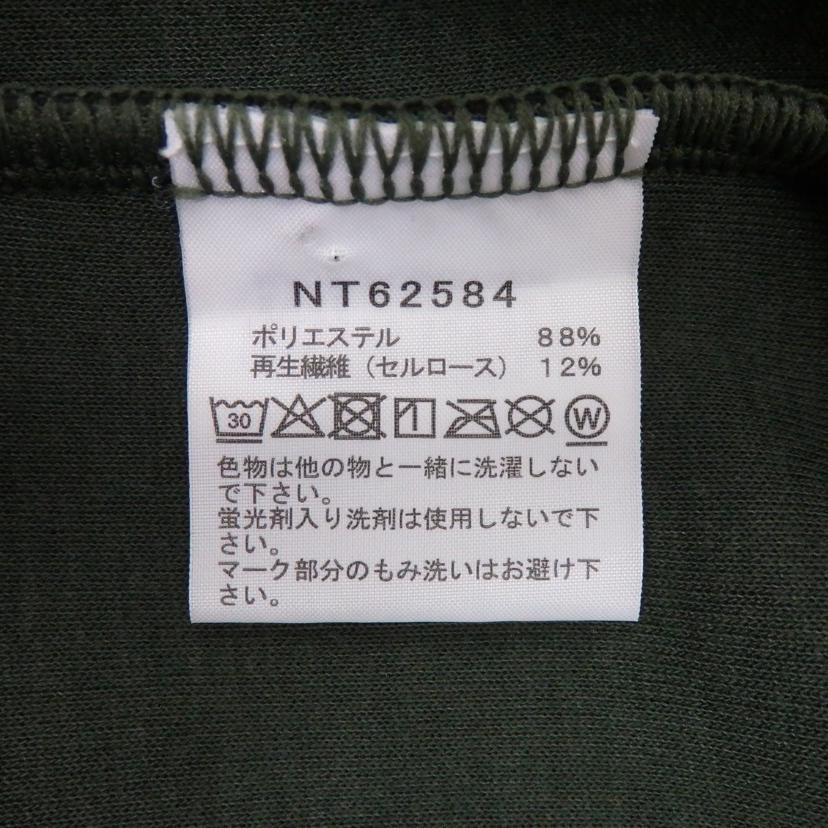 NT62584
ポリエステル 88%
再生繊維（セルロース） 12%
30 W
色物は他の物と一緒に洗濯しない
で下さい。
蛍光剤入り洗剤は使用しないで下
さい。
マーク部分のもみ洗いはお避け下
さい。